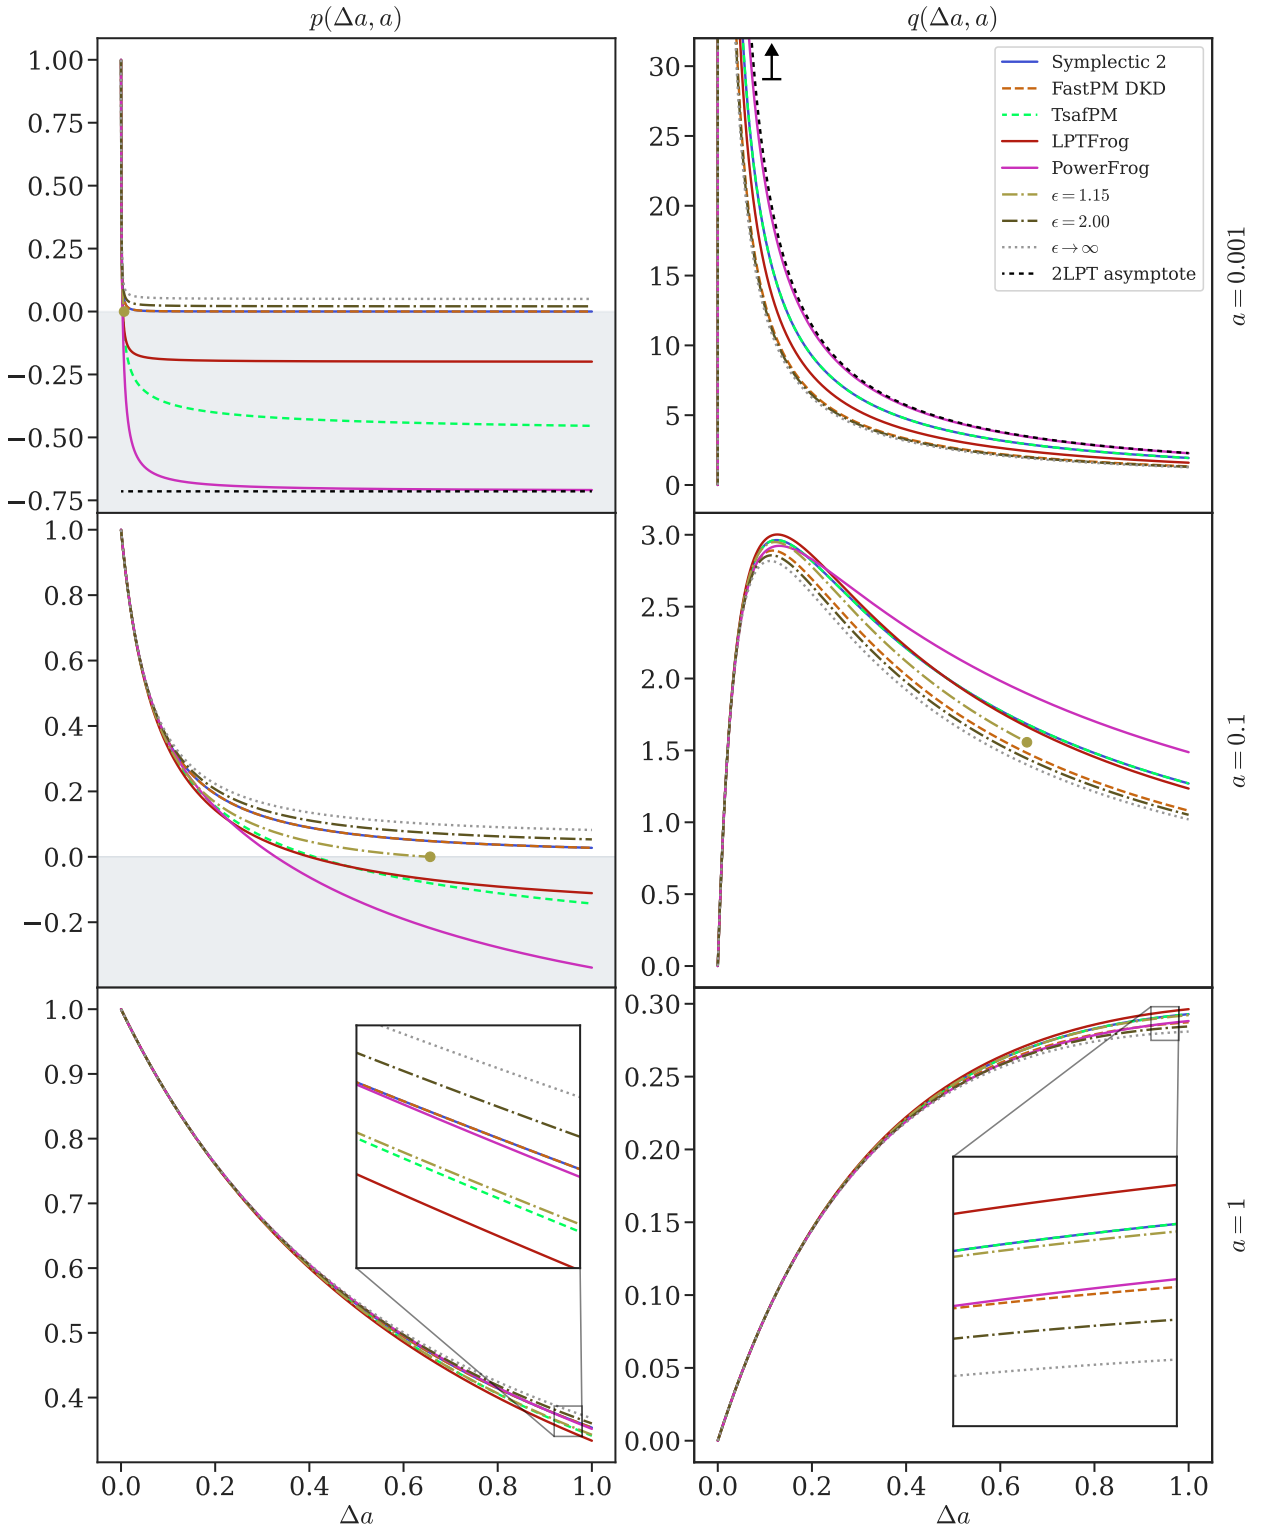 p(Δa, a)
q(Δa, a)
1.00
0.75
0.50
0.25
0.00
−0.25
−0.50
−0.75
30
25
20
15
10
5
0
Symplectic 2
FastPM DKD
TsafPM
LPTFrog
PowerFrog
ϵ = 1.15
ϵ = 2.00
ϵ → ∞
2LPT asymptote
a = 0.001
1.0
0.8
0.6
0.4
0.2
0.0
−0.2
3.0
2.5
2.0
1.5
1.0
0.5
0.0
a = 0.1
1.0
0.9
0.8
0.7
0.6
0.5
0.4
0.30
0.25
0.20
0.15
0.10
0.05
0.00
a = 1
0.0 0.2 0.4 0.6 0.8 1.0
0.0 0.2 0.4 0.6 0.8 1.0
Δa
Δa